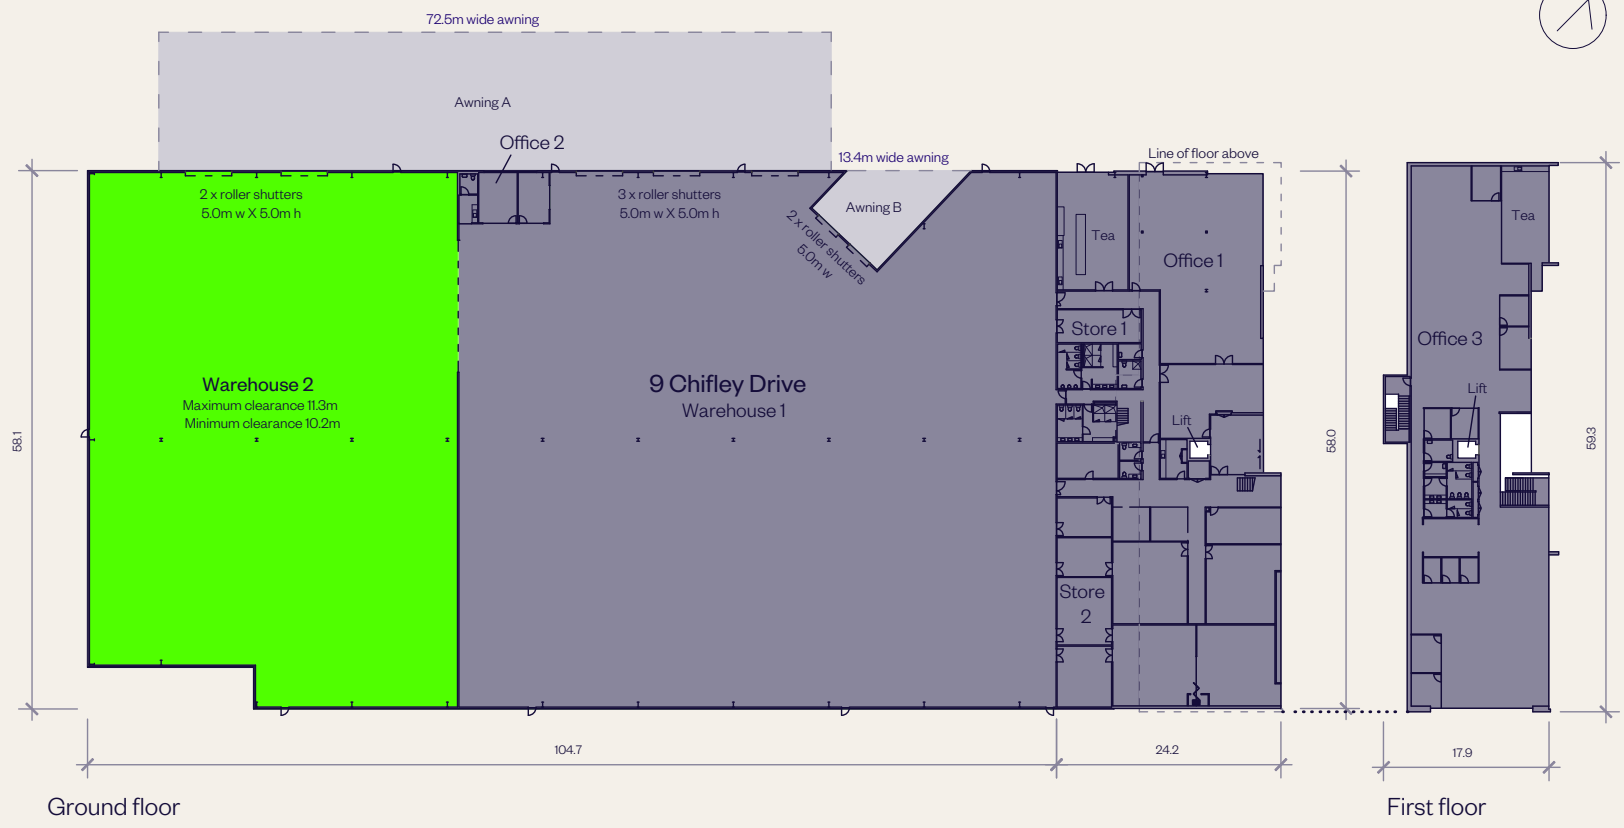 72.5m wide awning
Awning A
Office 2
13.4m wide awning
Line of floor above
2 x roller shutters
5.0m w X 5.0m h
3 x roller shutters
5.0m w X 5.0m h
Awning B
2 x roller shutters
5.0m w
Tea
Office 1
Tea
Store 1
Office 3
Warehouse 2
Maximum clearance 11.3m
Minimum clearance 10.2m
9 Chifley Drive
Warehouse 1
Lift
Lift
58.1
58.0
59.3
Store
2
104.7
24.2
17.9
Ground floor
First floor